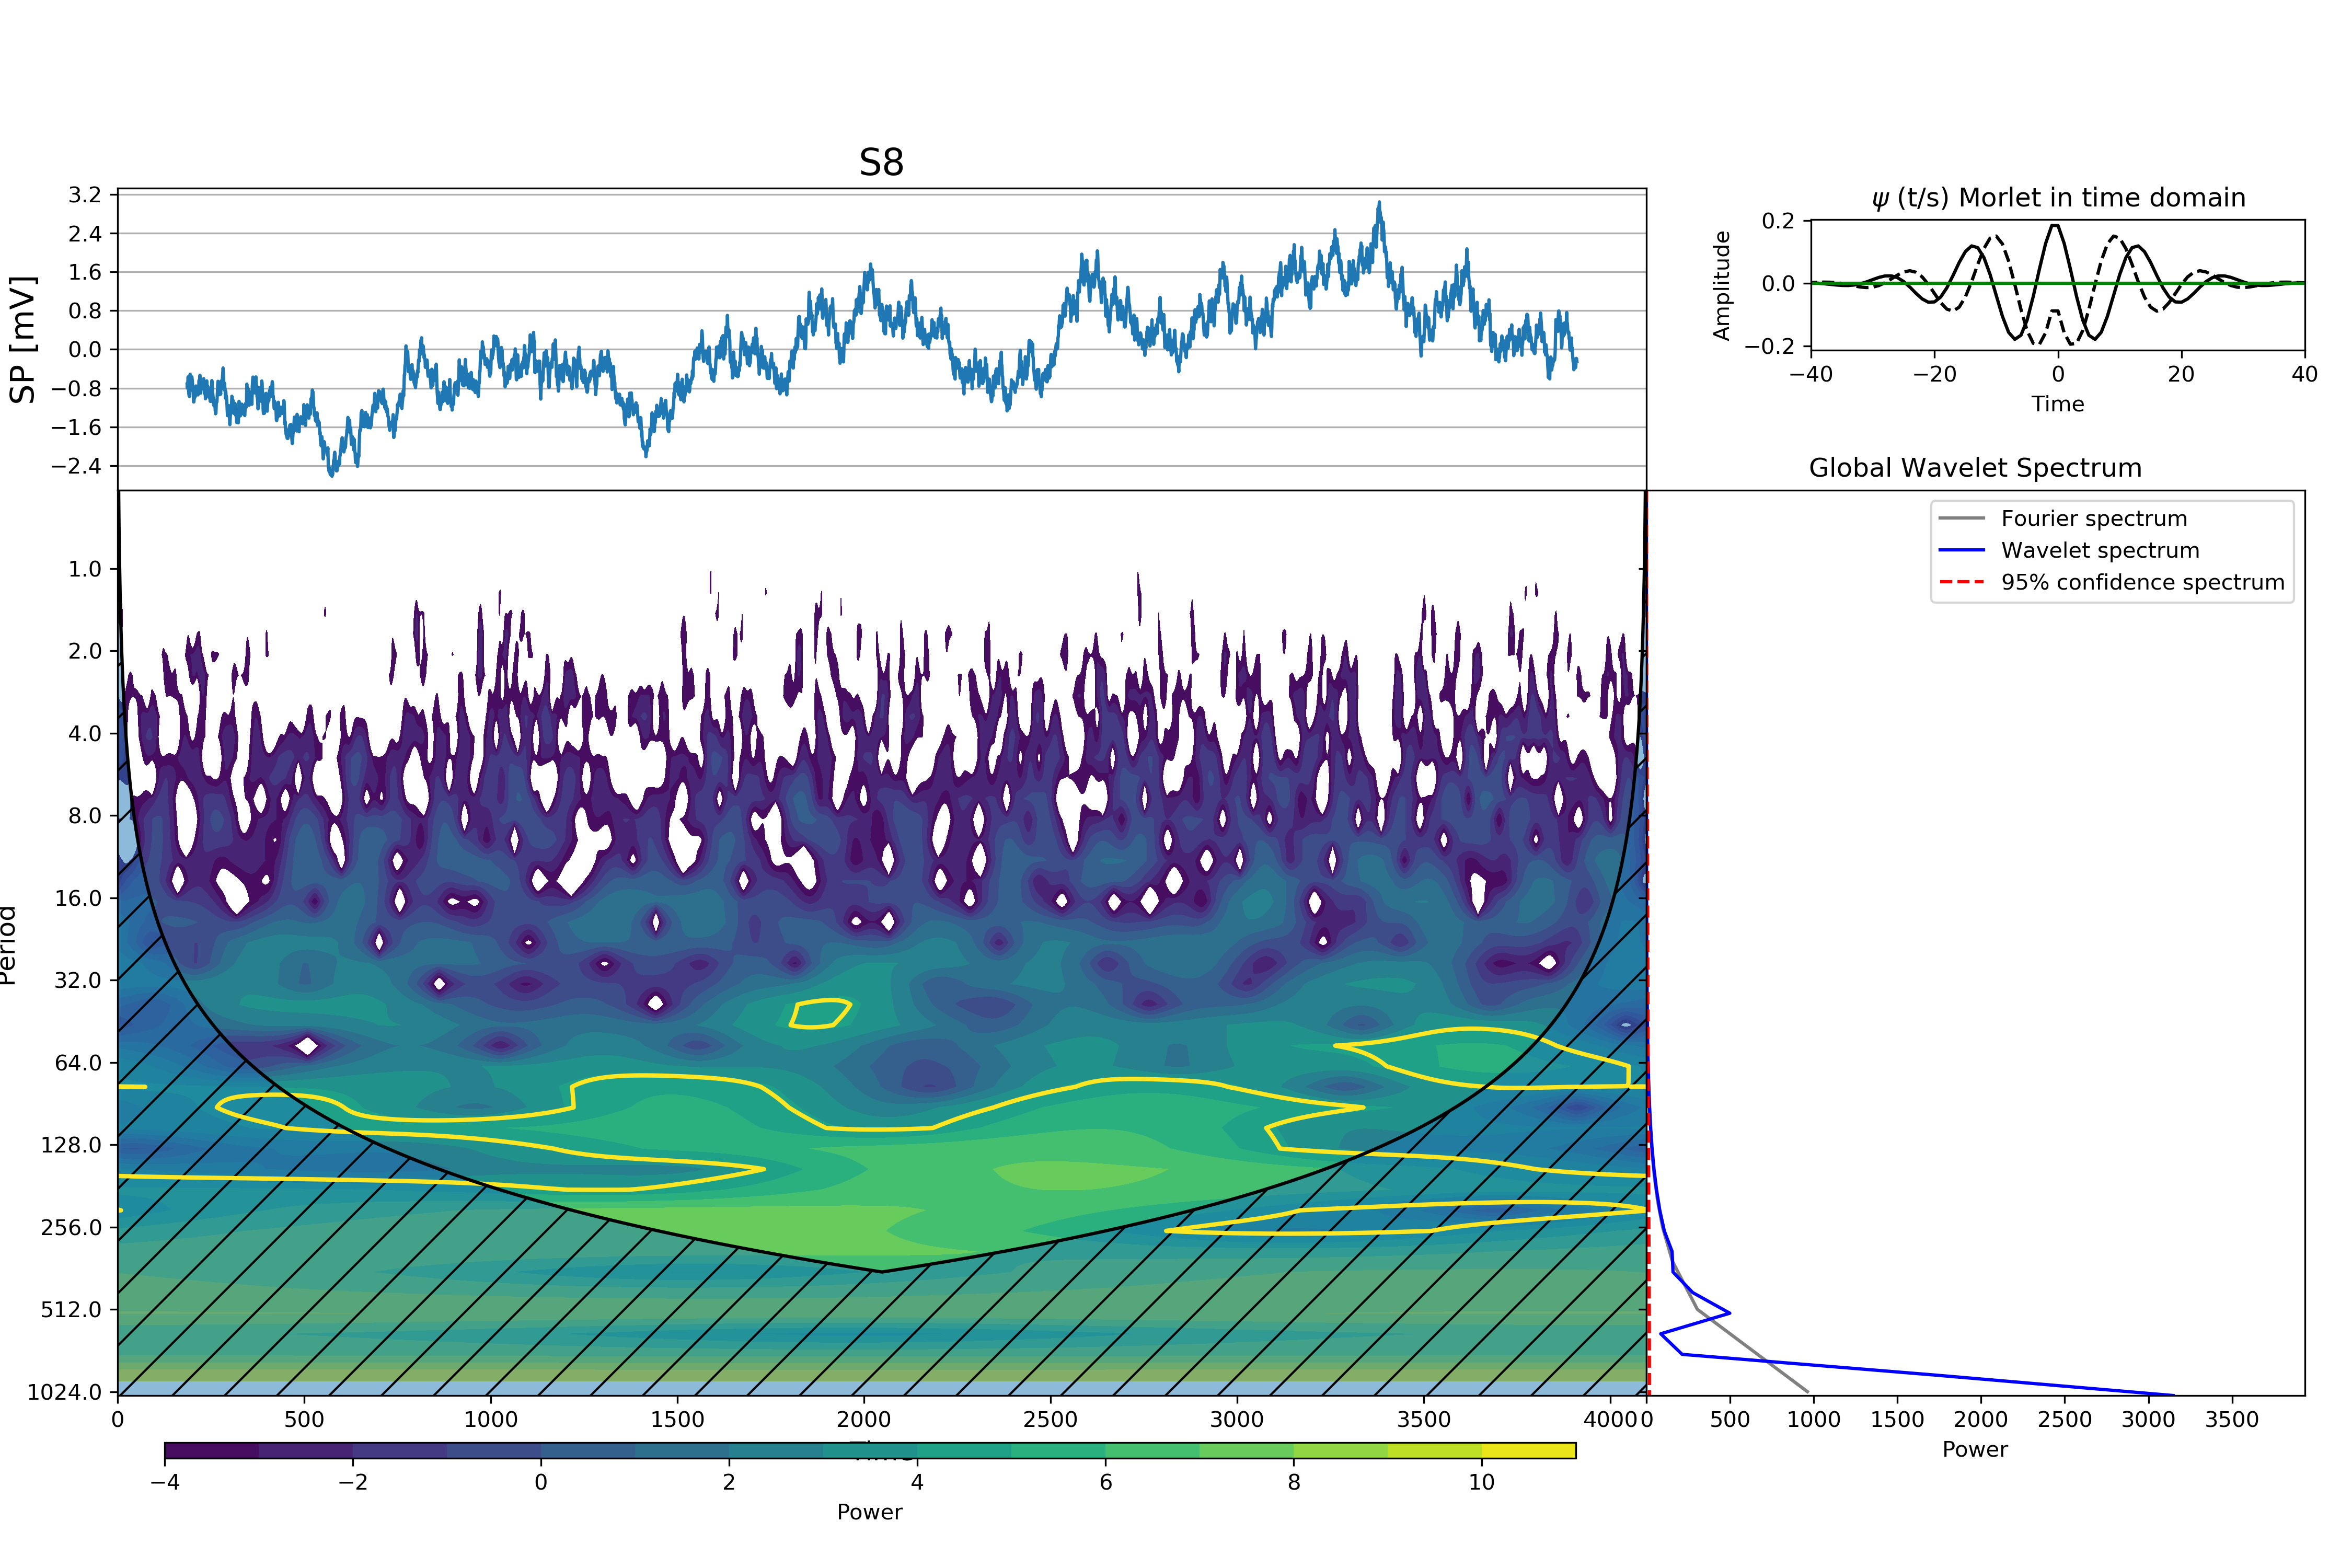 S8
3.2
2.4
1.6
0.8
0.0
−0.8
−1.6
−2.4
SP [mV]
ψ (t/s) Morlet in time domain
0.2
0.0
−0.2
Amplitude
−40 −20 0 20 40
Time
Global Wavelet Spectrum
Fourier spectrum
Wavelet spectrum
95% confidence spectrum
1.0
2.0
4.0
8.0
16.0
32.0
64.0
128.0
256.0
512.0
1024.0
Period
0 500 1000 1500 2000 2500 3000 3500 4000
Time
0 500 1000 1500 2000 2500 3000 3500
Power
−4 −2 0 2 4 6 8 10
Power